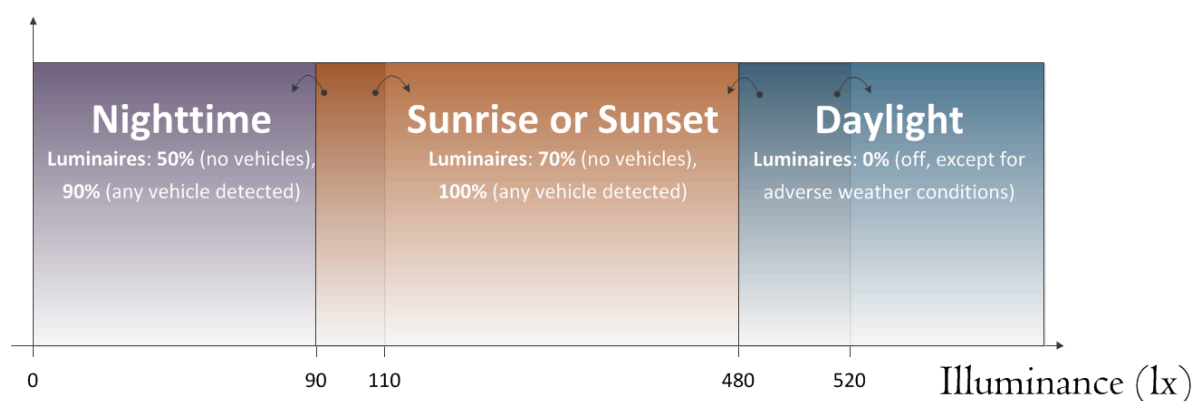 Nighttime
Luminaires: 50% (no vehicles),
90% (any vehicle detected)
Sunrise or Sunset
Luminaires: 70% (no vehicles),
100% (any vehicle detected)
Daylight
Luminaires: 0% (off, except for
adverse weather conditions)
0 90 110 480 520 Illuminance (lx)